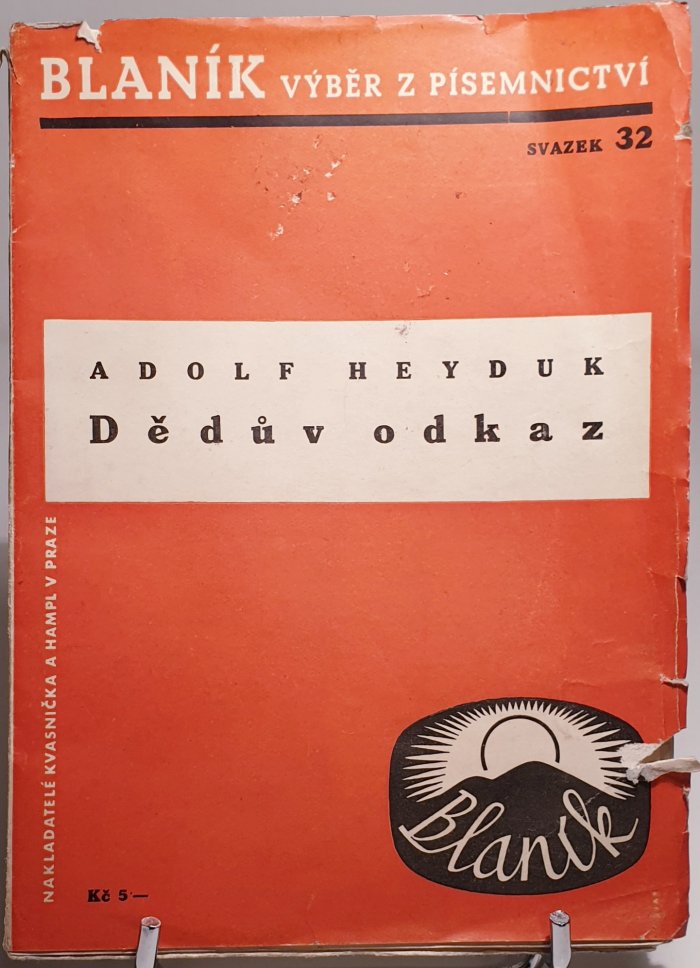 BLANÍK VÝBĚR Z PÍSEMNICTVÍ
SVAZEK 32
ADOLF HEYDUK
Dědův odkaz
NAKLADATELÉ KVASNIČKA A HAMPL V PRAZE
Blaník
Kč 5·—